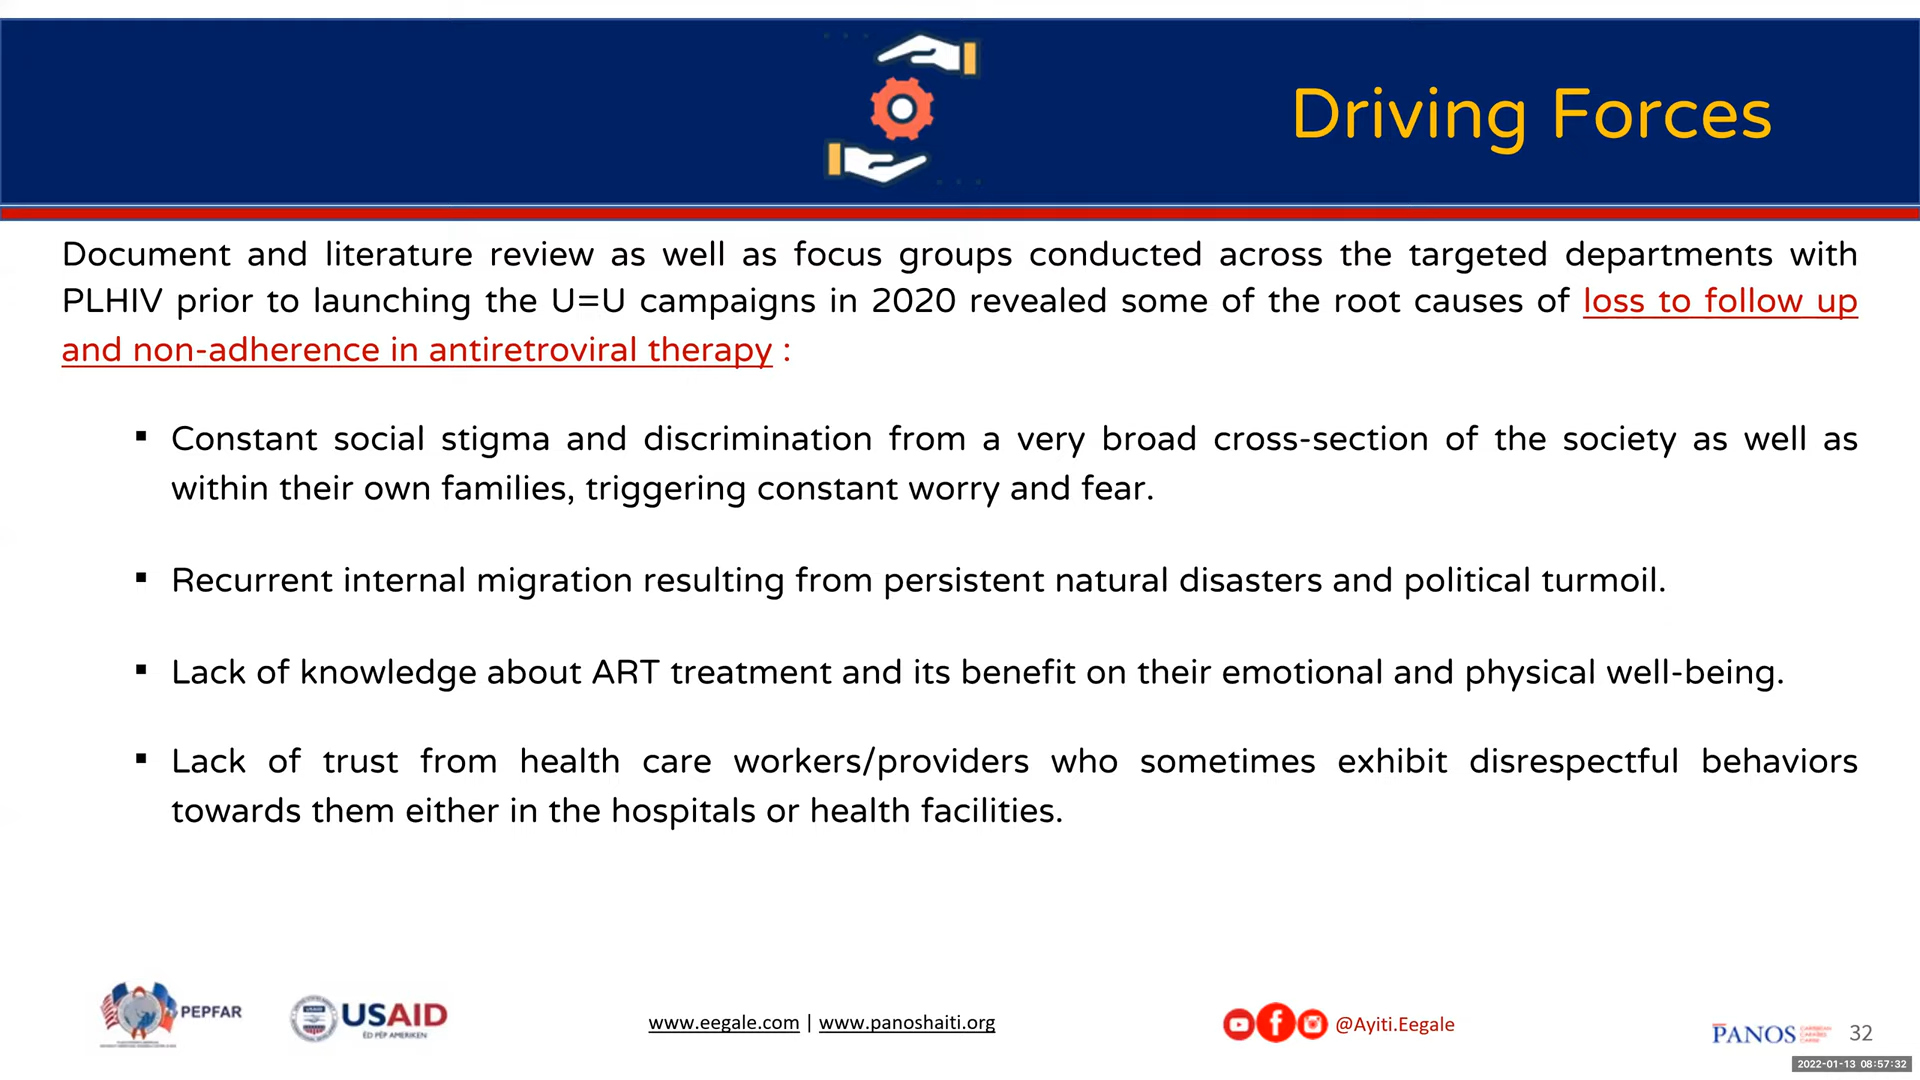 Driving Forces
Document and literature review as well as focus groups conducted across the targeted departments with
PLHIV prior to launching the U=U campaigns in 2020 revealed some of the root causes of loss to follow up
and non-adherence in antiretroviral therapy :
▪ Constant social stigma and discrimination from a very broad cross-section of the society as well as
within their own families, triggering constant worry and fear.
▪ Recurrent internal migration resulting from persistent natural disasters and political turmoil.
▪ Lack of knowledge about ART treatment and its benefit on their emotional and physical well-being.
▪ Lack of trust from health care workers/providers who sometimes exhibit disrespectful behaviors
towards them either in the hospitals or health facilities.
PEPFAR
USAID
ÈD PÈP AMERIKEN
www.eegale.com | www.panoshaiti.org
@Ayiti.Eegale
PANOS
32
2022-01-13 08:57:32